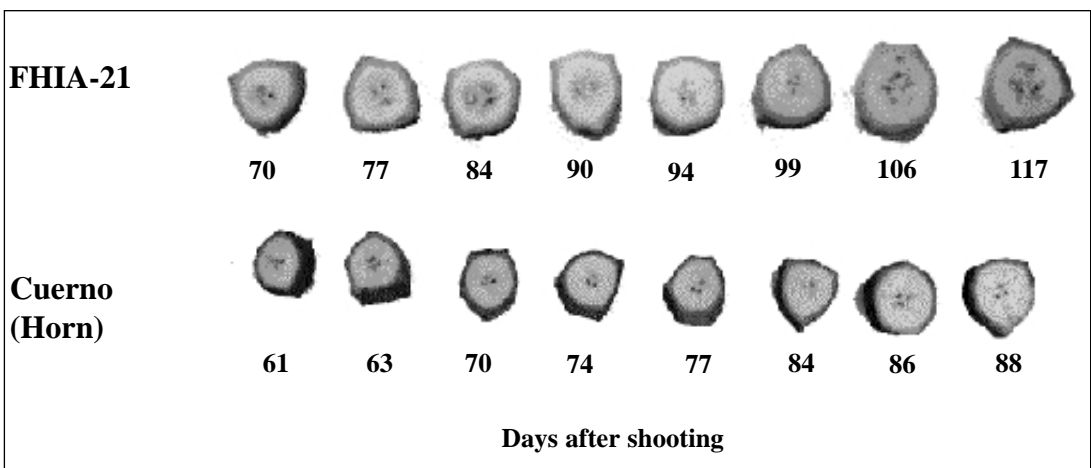 FHIA-21
70 77 84 90 94 99 106 117
Cuerno
(Horn)
61 63 70 74 77 84 86 88
Days after shooting